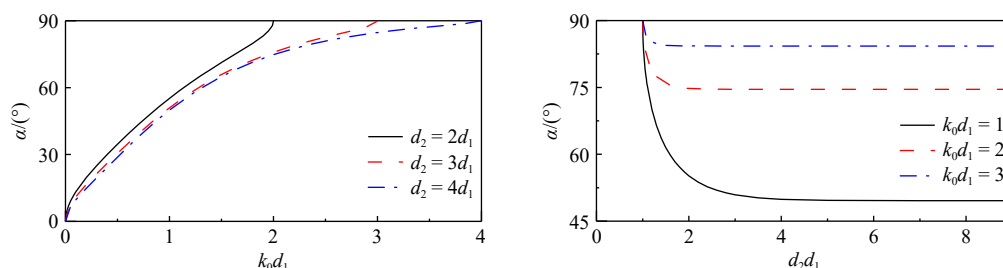 90
60
30
0
α/(°)
d₂ = 2d₁
d₂ = 3d₁
d₂ = 4d₁
0 1 2 3 4
k₀d₁
90
75
60
45
α/(°)
k₀d₁ = 1
k₀d₁ = 2
k₀d₁ = 3
0 2 4 6 8
d₂d₁